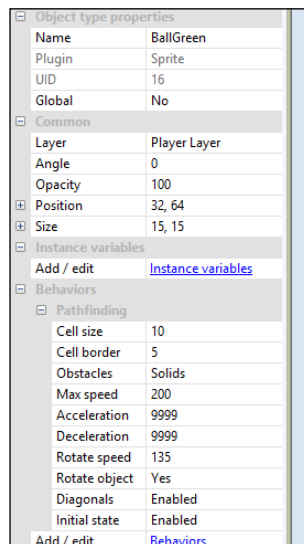 Object type properties
Name BallGreen
Plugin Sprite
UID 16
Global No
Common
Layer Player Layer
Angle 0
Opacity 100
Position 32, 64
Size 15, 15
Instance variables
Add / edit Instance variables
Behaviors
Pathfinding
Cell size 10
Cell border 5
Obstacles Solids
Max speed 200
Acceleration 9999
Deceleration 9999
Rotate speed 135
Rotate object Yes
Diagonals Enabled
Initial state Enabled
Add / edit Behaviors